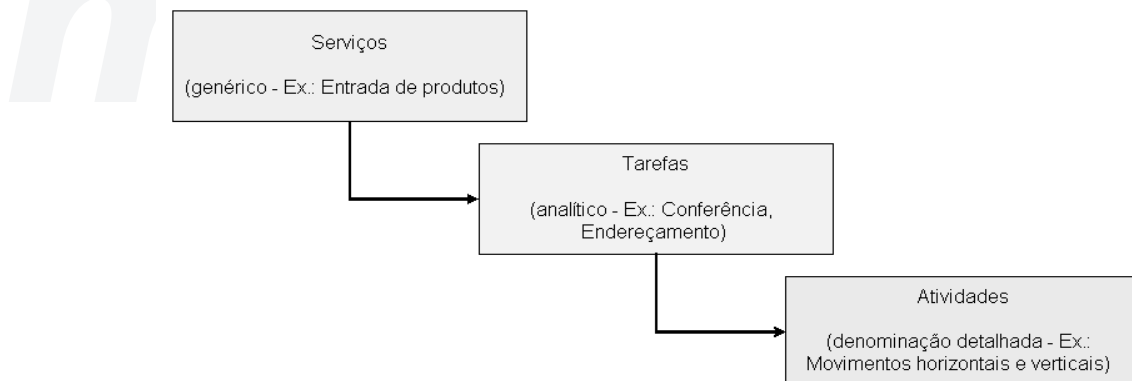 Serviços
(genérico - Ex.: Entrada de produtos)
Tarefas
(analítico - Ex.: Conferência,
Endereçamento)
Atividades
(denominação detalhada - Ex.:
Movimentos horizontais e verticais)